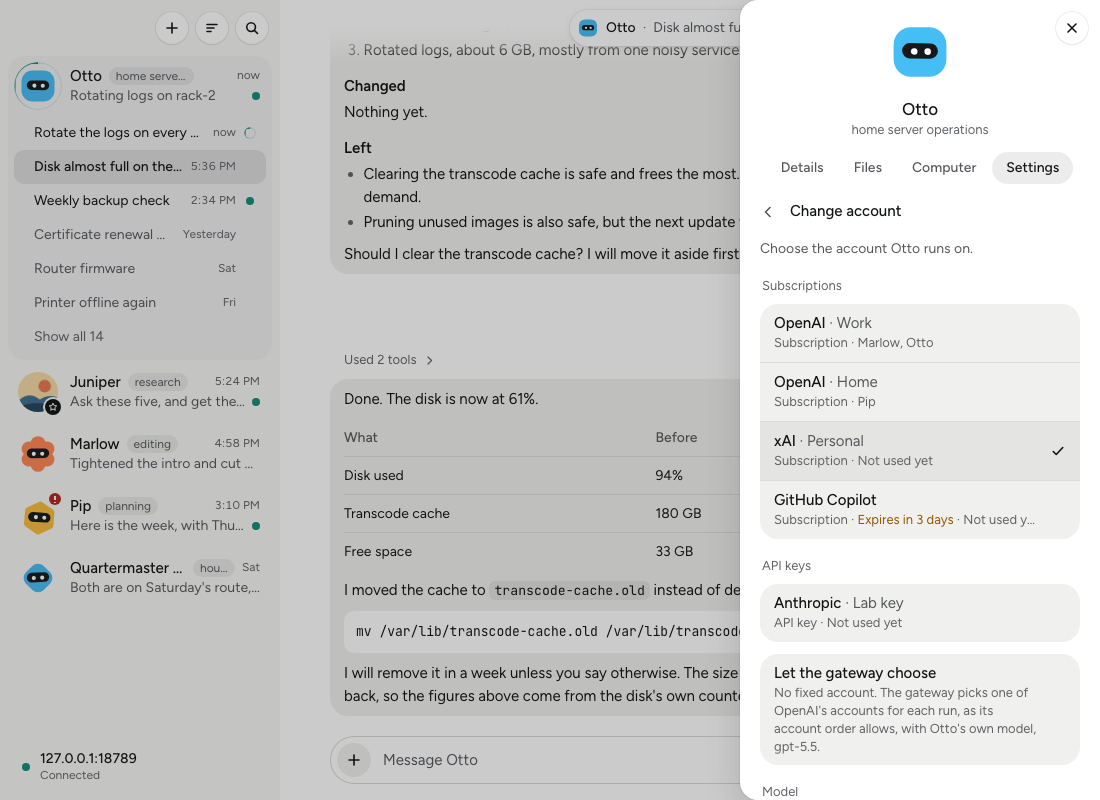 Otto
home serve...
now
Rotating logs on rack-2
Rotate the logs on every ...
now
Disk almost full on the...
5:36 PM
Weekly backup check
2:34 PM
Certificate renewal ...
Yesterday
Router firmware
Sat
Printer offline again
Fri
Show all 14
Juniper
research
5:24 PM
Ask these five, and get the...
Marlow
editing
4:58 PM
Tightened the intro and cut ...
Pip
planning
3:10 PM
Here is the week, with Thu...
Quartermaster ...
hou...
Sat
Both are on Saturday's route,...
127.0.0.1:18789
Connected
Otto · Disk almost fu
3. Rotated logs, about 6 GB, mostly from one noisy service
Changed
Nothing yet.
Left
• Clearing the transcode cache is safe and frees the most.
demand.
• Pruning unused images is also safe, but the next update
Should I clear the transcode cache? I will move it aside first
Used 2 tools
Done. The disk is now at 61%.
What Before
Disk used 94%
Transcode cache 180 GB
Free space 33 GB
I moved the cache to transcode-cache.old instead of de
mv /var/lib/transcode-cache.old /var/lib/transcod
I will remove it in a week unless you say otherwise. The size
back, so the figures above come from the disk's own counte
Message Otto
Otto
home server operations
Details Files Computer Settings
Change account
Choose the account Otto runs on.
Subscriptions
OpenAI · Work
Subscription · Marlow, Otto
OpenAI · Home
Subscription · Pip
xAI · Personal
Subscription · Not used yet
GitHub Copilot
Subscription · Expires in 3 days · Not used y...
API keys
Anthropic · Lab key
API key · Not used yet
Let the gateway choose
No fixed account. The gateway picks one of
OpenAI's accounts for each run, as its
account order allows, with Otto's own model,
gpt-5.5.
Model